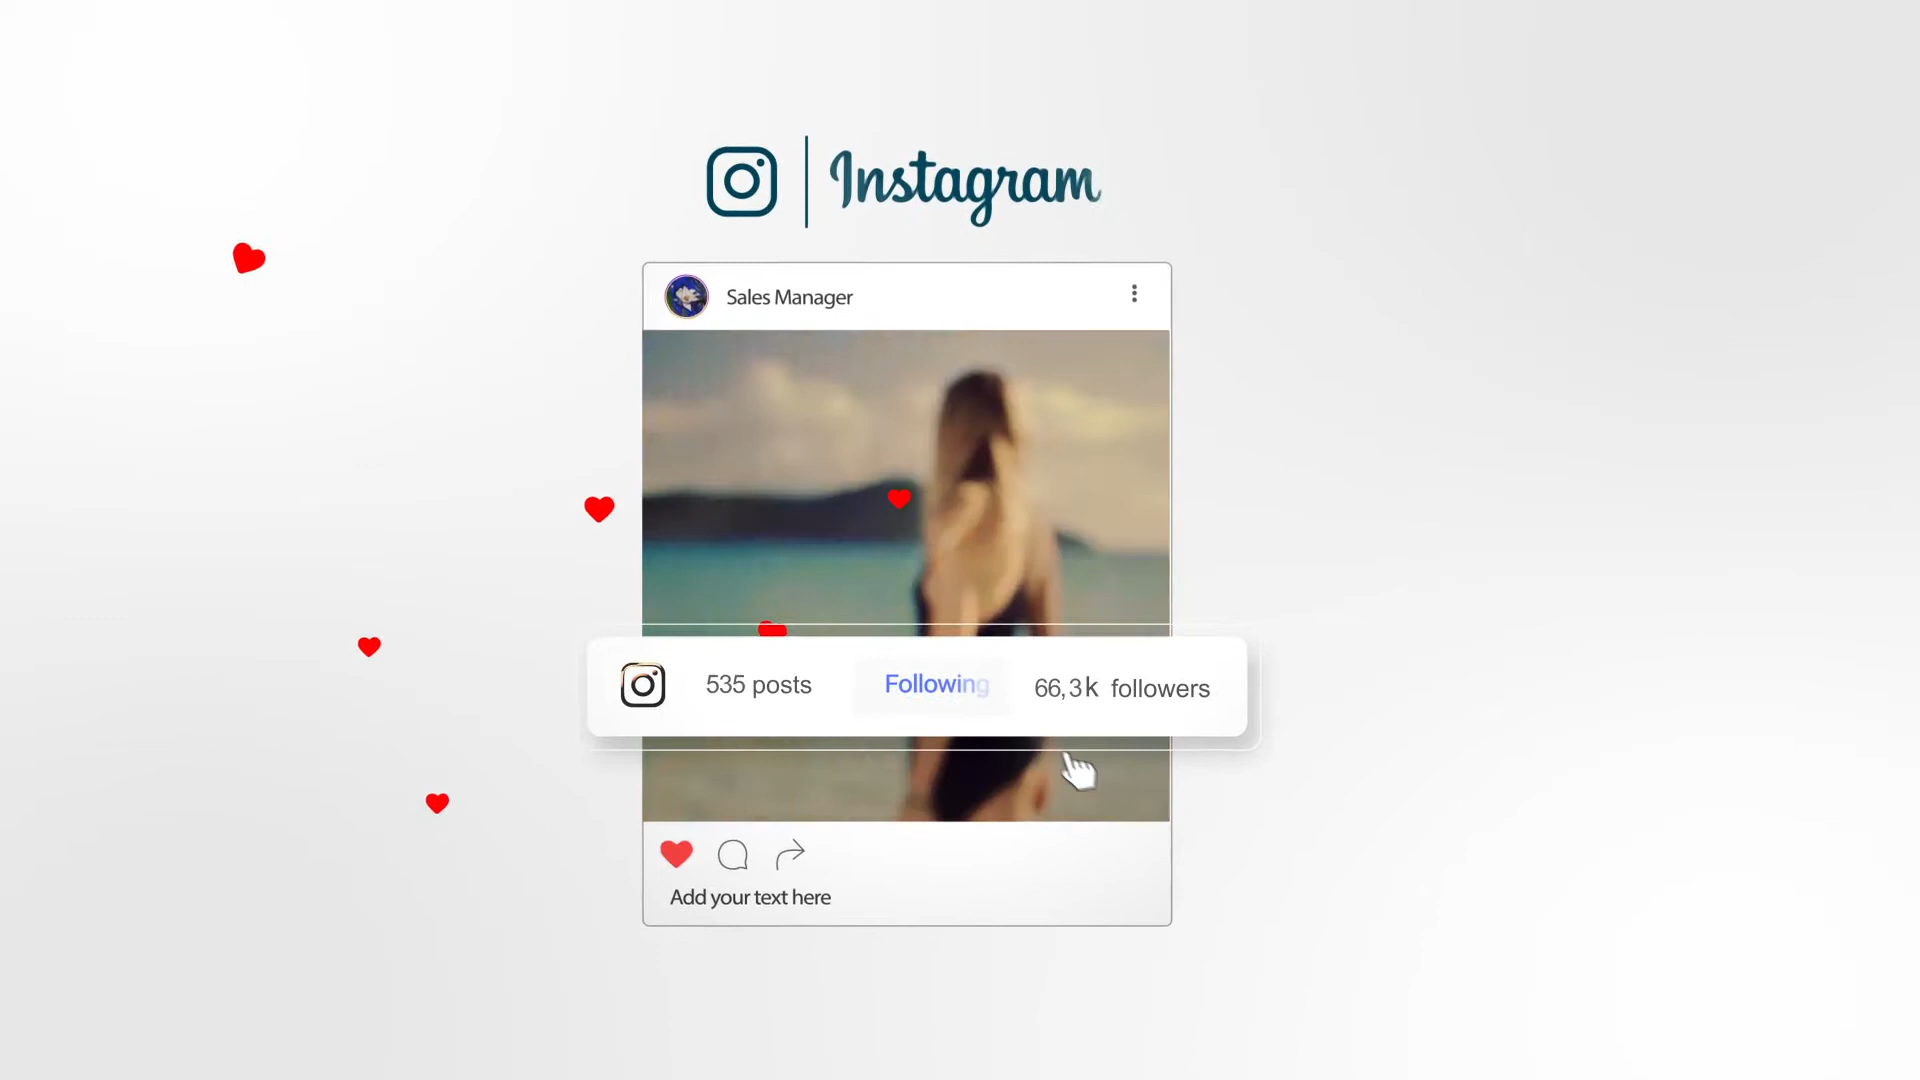 Instagram
Sales Manager
535 posts Following 66,3k followers
Add your text here